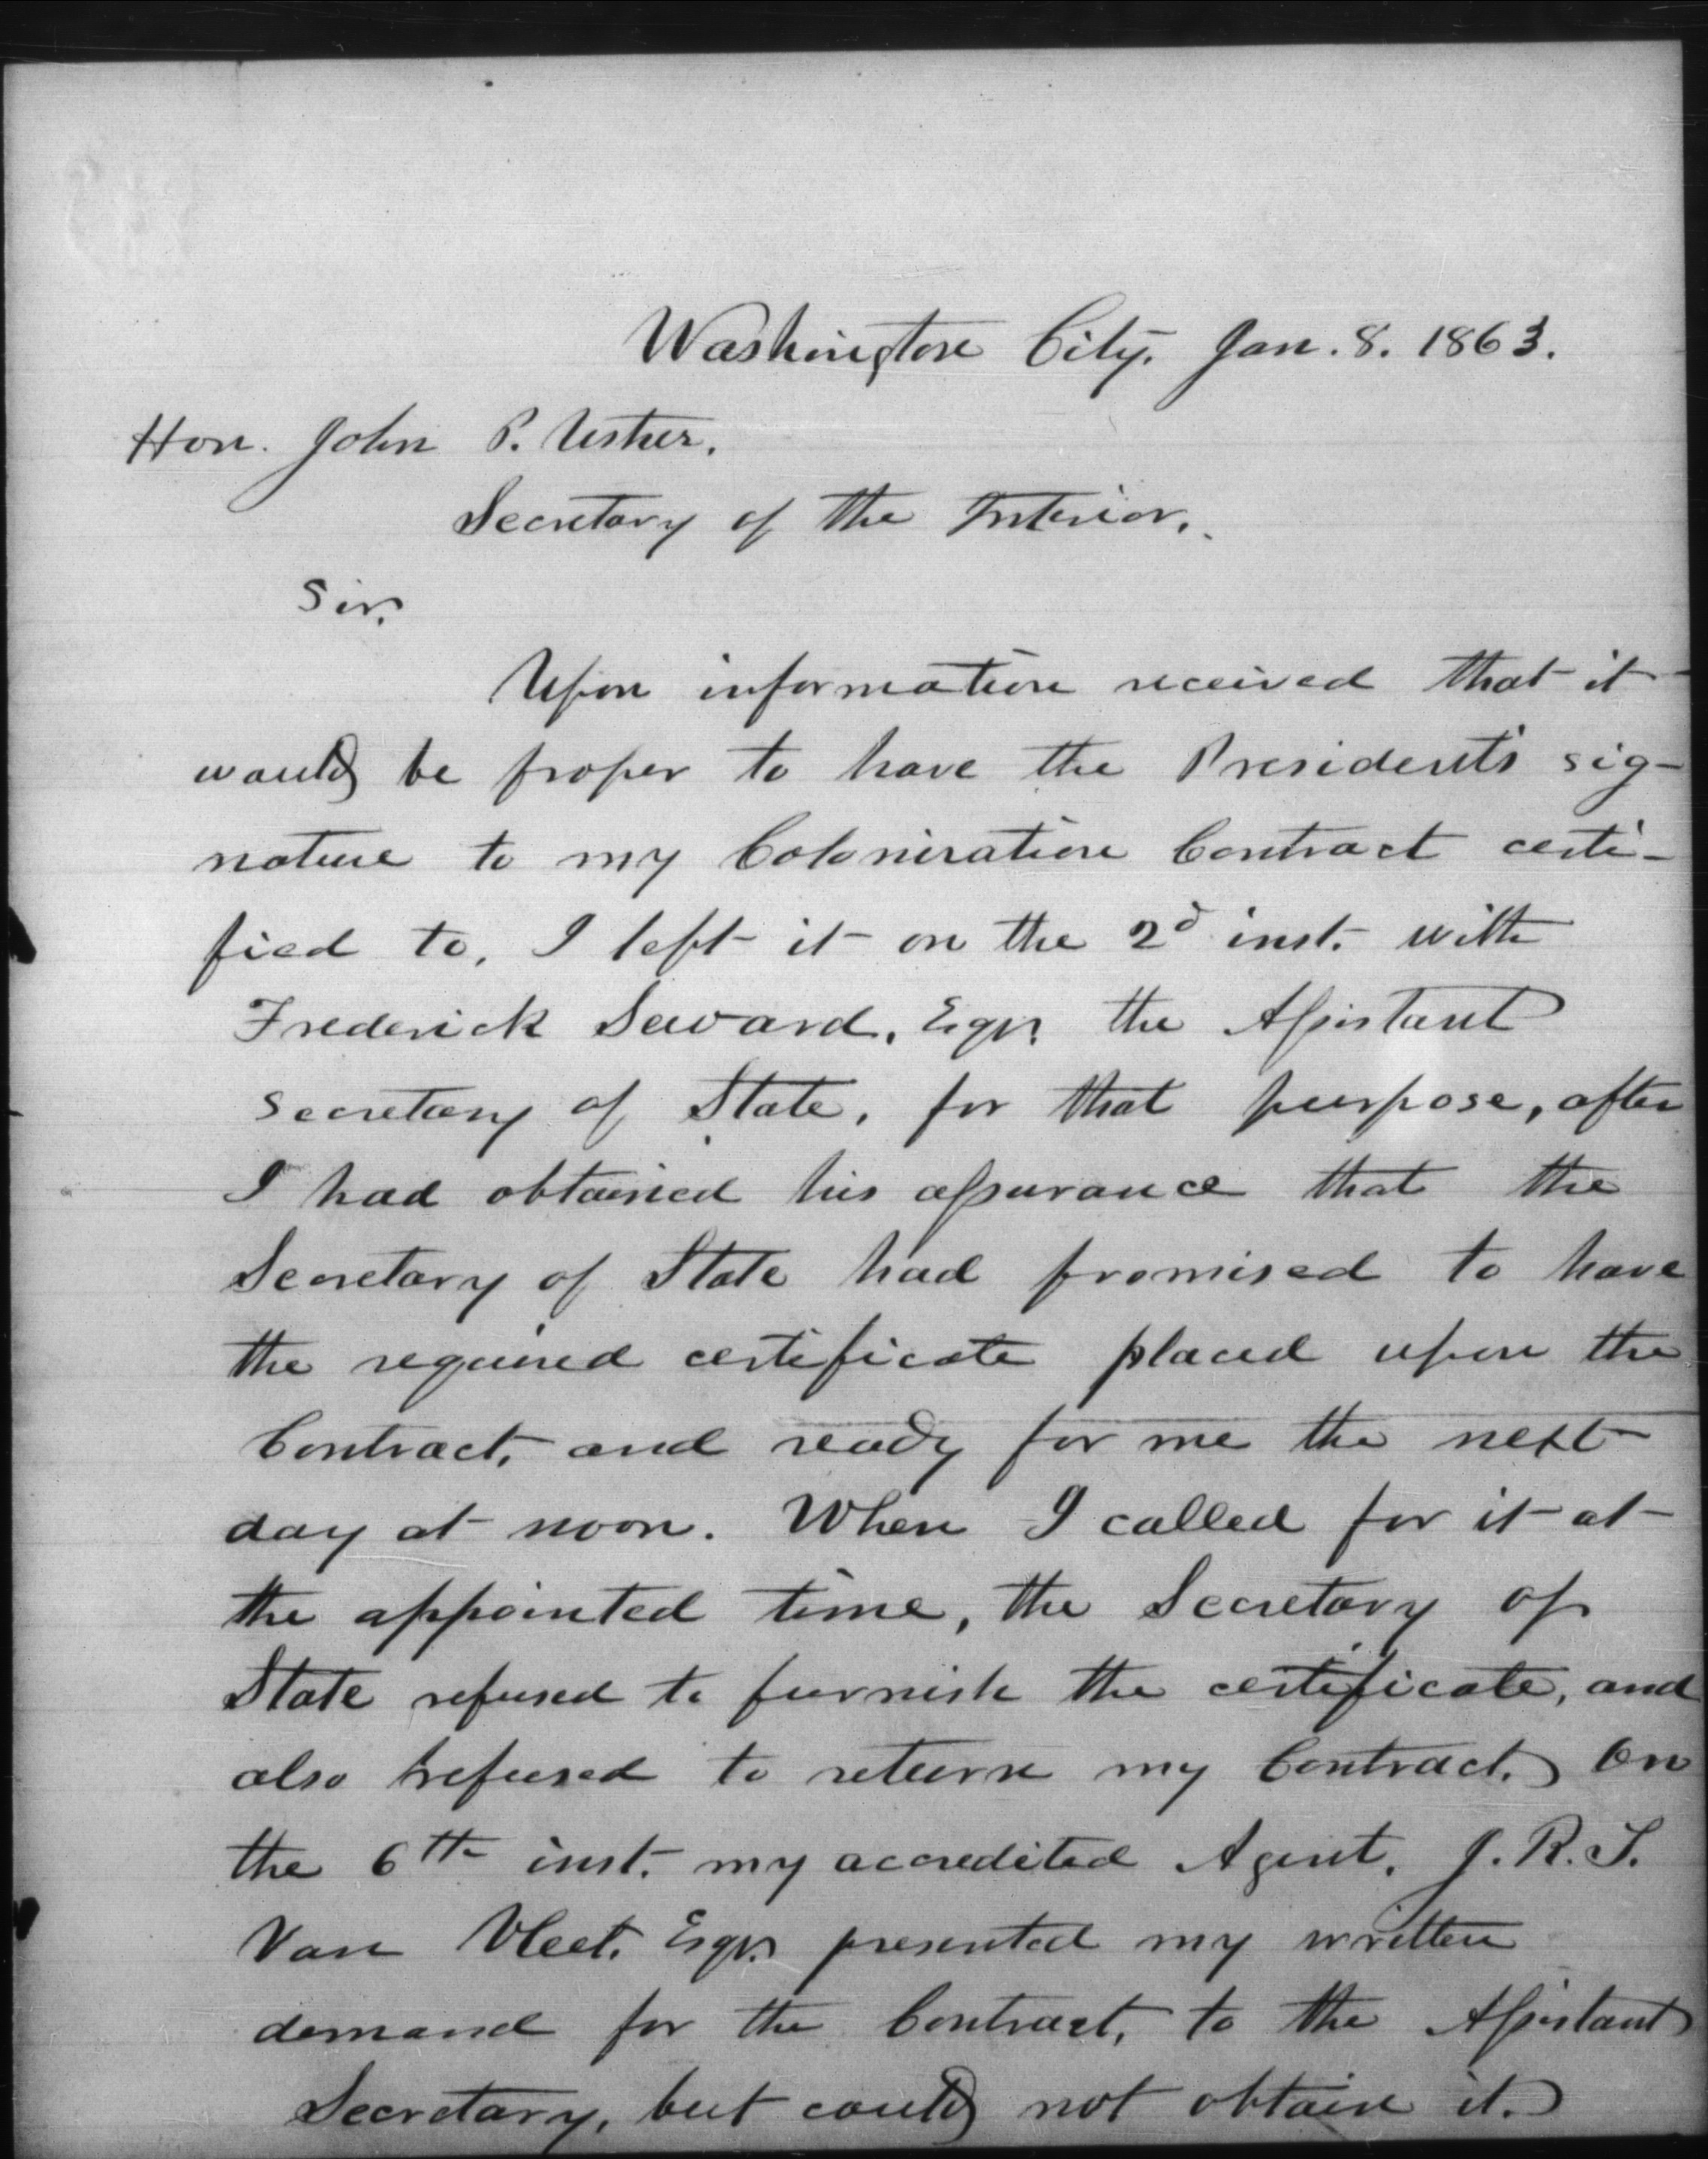 Washington City. Jan. 8. 1863.
Hon. John P. Usher.
Secretary of the Interior.
Sir.
Upon information received that it
would be proper to have the President's sig-
nature to my Colonization Contract certi-
fied to, I left it on the 2d inst. with
Frederick Seward, Esqr. the Assistant
Secretary of State, for that purpose, after
I had obtained his assurance that the
Secretary of State had promised to have
the required certificate placed upon the
Contract, and ready for me the next
day at noon. When I called for it at
the appointed time, the Secretary of
State refused to furnish the certificate, and
also refused to return my Contract. On
the 6th inst. my accredited Agent, J. R. S.
Van Vleet. Esqr. presented my written
demand for the Contract, to the Assistant
Secretary, but could not obtain it.